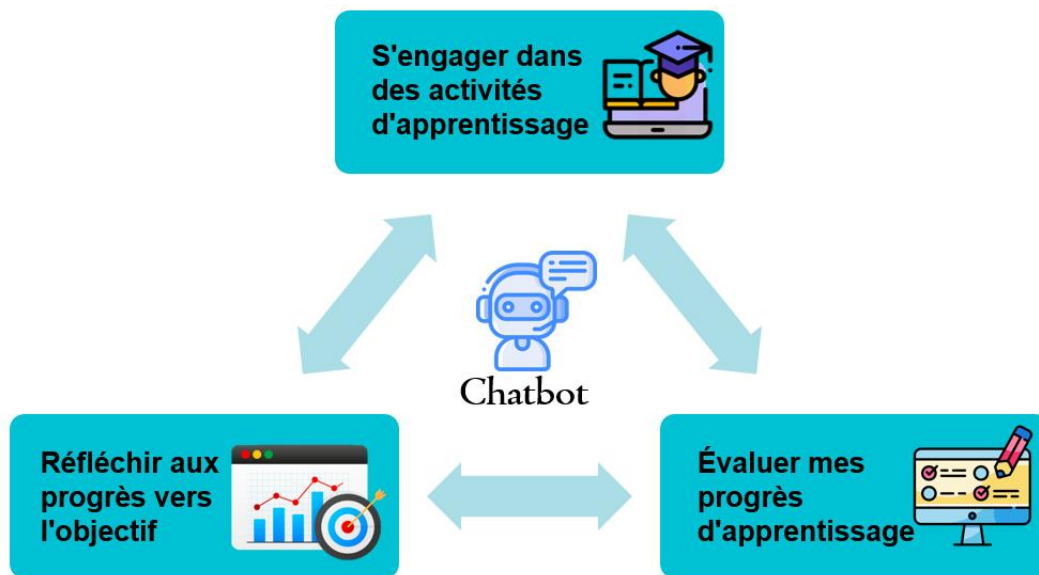 S'engager dans
des activités
d'apprentissage
Chatbot
Réfléchir aux
progrès vers
l'objectif
Évaluer mes
progrès
d'apprentissage